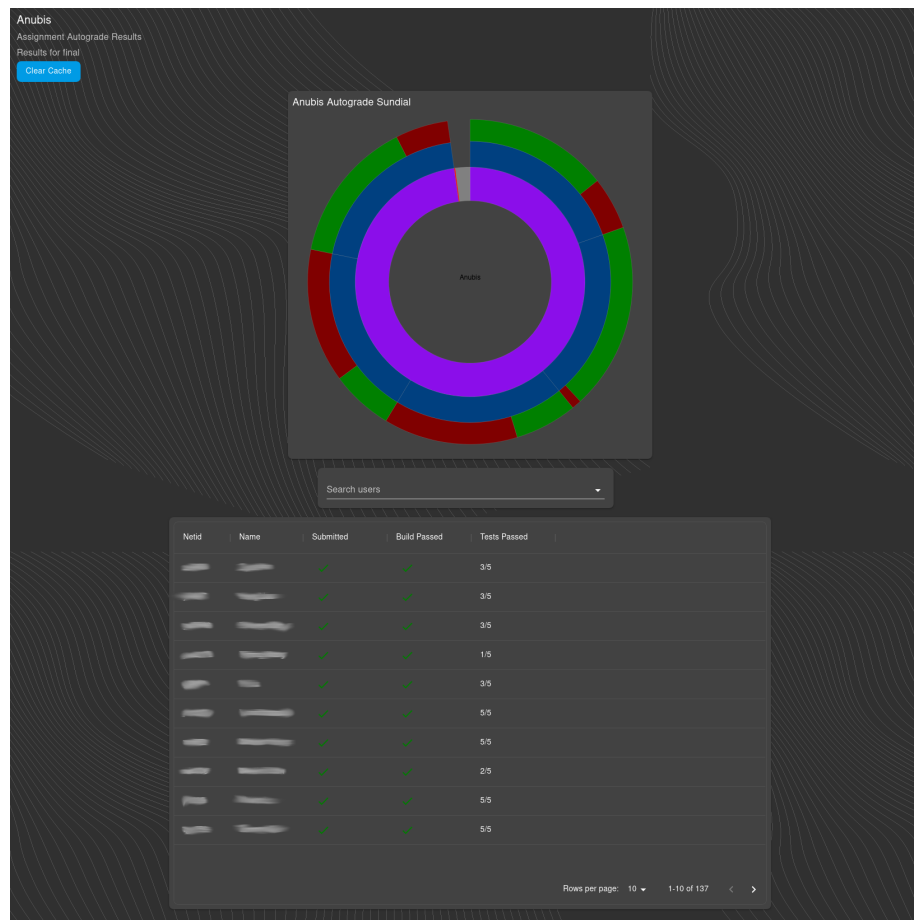 Anubis
Assignment Autograde Results
Results for final
Clear Cache
Anubis Autograde Sundial
Anubis
Search users
Netid Name Submitted Build Passed Tests Passed
3/5
3/5
3/5
1/5
3/5
5/5
5/5
2/5
5/5
5/5
Rows per page: 10 1-10 of 137